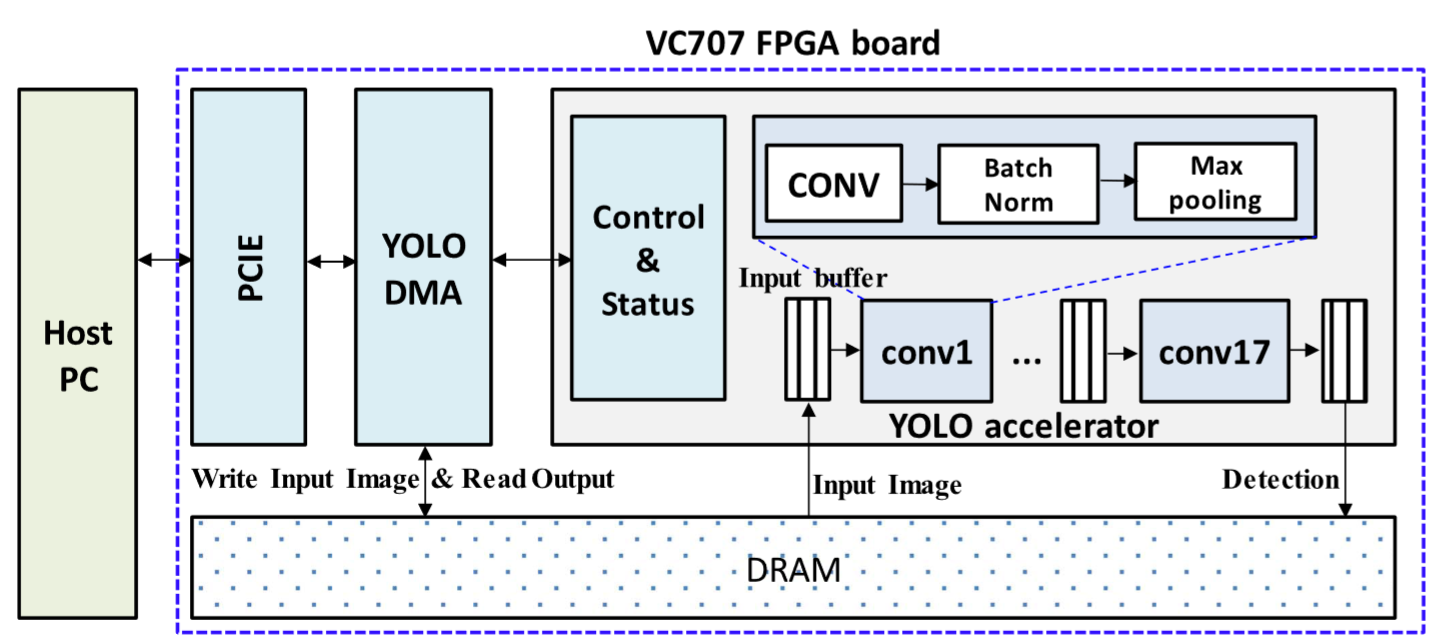 VC707 FPGA board
Host
PC
PCIE
YOLO
DMA
Control
&
Status
CONV
Batch
Norm
Max
pooling
Input buffer
conv1
...
conv17
YOLO accelerator
Write Input Image & Read Output
Input Image
Detection
DRAM